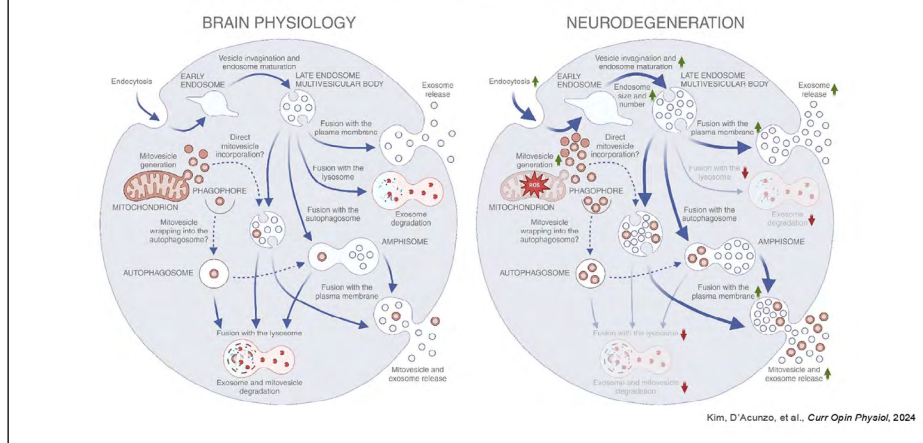 BRAIN PHYSIOLOGY
Endocytosis
EARLY
ENDOSOME
Vesicle invagination and
endosome maturation
LATE ENDOSOME
MULTIVESICULAR BODY
Exosome
release
Fusion with the
plasma membrane
Direct
mitovesicle
incorporation?
Mitovesicle
generation
PHAGOPHORE
MITOCHONDRION
Fusion with the
lysosome
Exosome
degradation
Mitovesicle
wrapping into the
autophagosome?
Fusion with the
autophagosome
AMPHISOME
AUTOPHAGOSOME
Fusion with the
plasma membrane
Fusion with the lysosome
Exosome and mitovesicle
degradation
Mitovesicle and
exosome release
NEURODEGENERATION
Endocytosis
EARLY
ENDOSOME
Vesicle invagination and
endosome maturation
Endosome
size and
number
LATE ENDOSOME
MULTIVESICULAR BODY
Exosome
release
Fusion with the
plasma membrane
Direct
mitovesicle
incorporation?
Mitovesicle
generation
ROS
PHAGOPHORE
MITOCHONDRION
Fusion with the
lysosome
Exosome
degradation
Mitovesicle
wrapping into the
autophagosome?
Fusion with the
autophagosome
AMPHISOME
AUTOPHAGOSOME
Fusion with the
plasma membrane
Fusion with the lysosome
Exosome and mitovesicle
degradation
Mitovesicle and
exosome release
Kim, D'Acunzo, et al., Curr Opin Physiol, 2024